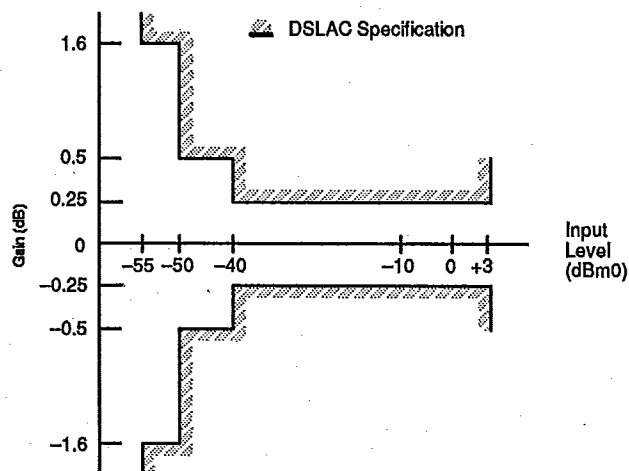 DSLAC Specification
1.6
0.5
0.25
0
-0.25
-0.5
-1.6
Gain (dB)
-55 -50 -40 -10 0 +3
Input
Level
(dBm0)